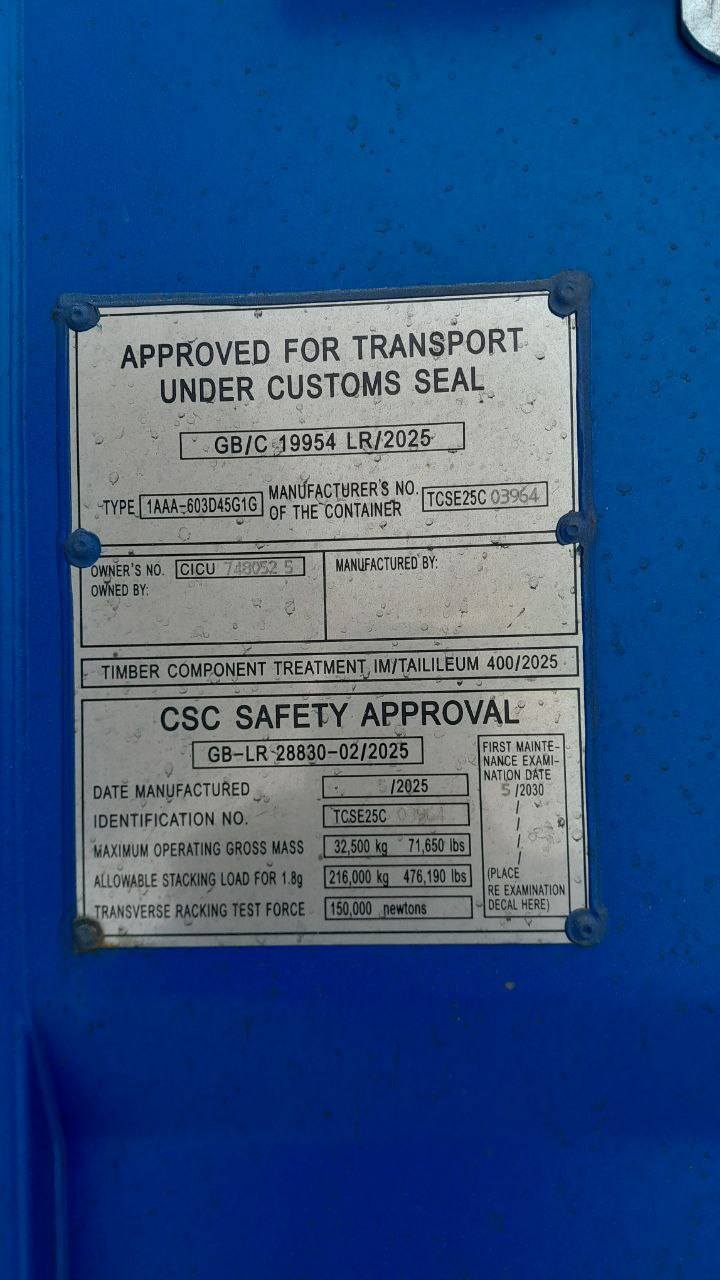 APPROVED FOR TRANSPORT
UNDER CUSTOMS SEAL
GB/C 19954 LR/2025
TYPE 1AAA-603D45G1G
MANUFACTURER'S NO.
OF THE CONTAINER
TCSE25C 03964
OWNER'S NO. CICU 748052 5
OWNED BY:
MANUFACTURED BY:
TIMBER COMPONENT TREATMENT IM/TAILILEUM 400/2025
CSC SAFETY APPROVAL
GB-LR 28830-02/2025
DATE MANUFACTURED 5/2025
IDENTIFICATION NO. TCSE25C 03964
MAXIMUM OPERATING GROSS MASS 32,500 kg 71,650 lbs
ALLOWABLE STACKING LOAD FOR 1.8g 216,000 kg 476,190 lbs
TRANSVERSE RACKING TEST FORCE 150,000 newtons
FIRST MAINTE-
NANCE EXAMI-
NATION DATE
5 /2030
/
/
/
/
(PLACE
RE EXAMINATION
DECAL HERE)